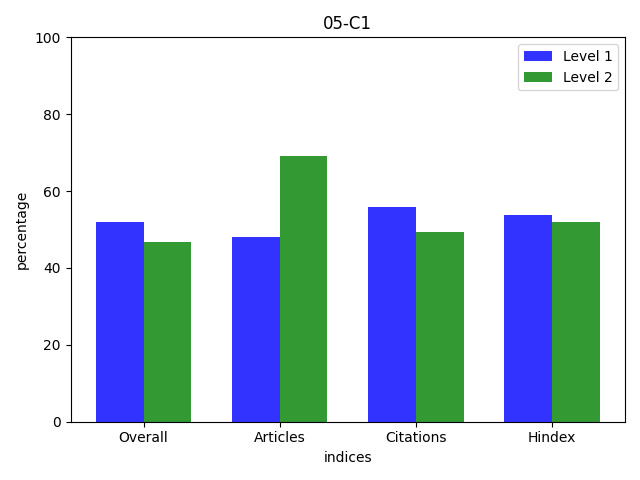 05-C1
100
80
60
40
20
0
percentage
Level 1
Level 2
Overall Articles Citations Hindex
indices